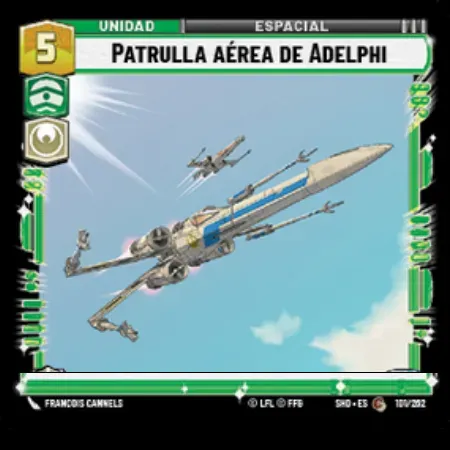 UNIDAD
ESPACIAL
5
PATRULLA AÉREA DE ADELPHI
FRANCOIS CANNELS
© LFL © FFG
SHD • ES
101/262